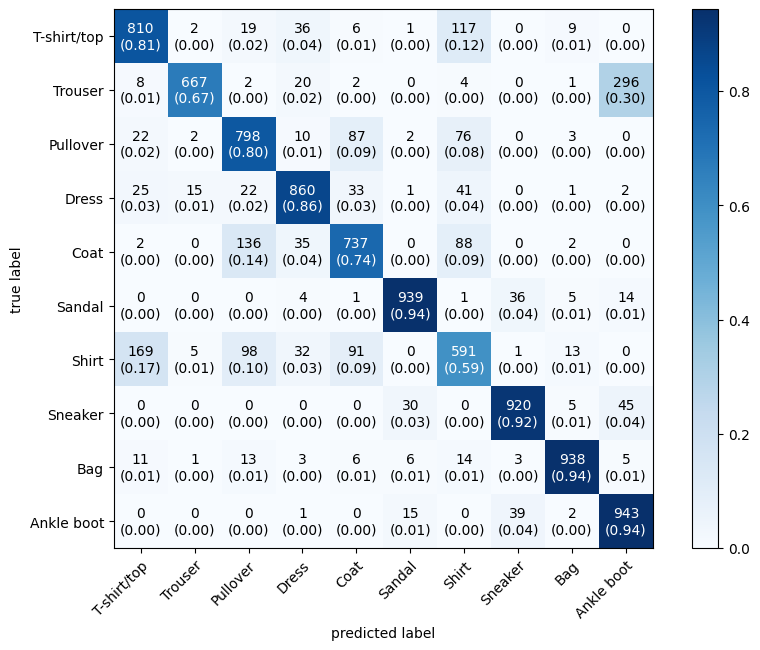 T-shirt/top 810 2 19 36 6 1 117 0 9 0
(0.81) (0.00) (0.02) (0.04) (0.01) (0.00) (0.12) (0.00) (0.01) (0.00)
Trouser 8 667 2 20 2 0 4 0 1 296
(0.01) (0.67) (0.00) (0.02) (0.00) (0.00) (0.00) (0.00) (0.00) (0.30)
Pullover 22 2 798 10 87 2 76 0 3 0
(0.02) (0.00) (0.80) (0.01) (0.09) (0.00) (0.08) (0.00) (0.00) (0.00)
Dress 25 15 22 860 33 1 41 0 1 2
(0.03) (0.01) (0.02) (0.86) (0.03) (0.00) (0.04) (0.00) (0.00) (0.00)
Coat 2 0 136 35 737 0 88 0 2 0
(0.00) (0.00) (0.14) (0.04) (0.74) (0.00) (0.09) (0.00) (0.00) (0.00)
Sandal 0 0 0 4 1 939 1 36 5 14
(0.00) (0.00) (0.00) (0.00) (0.00) (0.94) (0.00) (0.04) (0.01) (0.01)
Shirt 169 5 98 32 91 0 591 1 13 0
(0.17) (0.01) (0.10) (0.03) (0.09) (0.00) (0.59) (0.00) (0.01) (0.00)
Sneaker 0 0 0 0 0 30 0 920 5 45
(0.00) (0.00) (0.00) (0.00) (0.00) (0.03) (0.00) (0.92) (0.01) (0.04)
Bag 11 1 13 3 6 6 14 3 938 5
(0.01) (0.00) (0.01) (0.00) (0.01) (0.01) (0.01) (0.00) (0.94) (0.01)
Ankle boot 0 0 0 1 0 15 0 39 2 943
(0.00) (0.00) (0.00) (0.00) (0.00) (0.01) (0.00) (0.04) (0.00) (0.94)
T-shirt/top Trouser Pullover Dress Coat Sandal Shirt Sneaker Bag Ankle boot
predicted label
true label
0.8
0.6
0.4
0.2
0.0